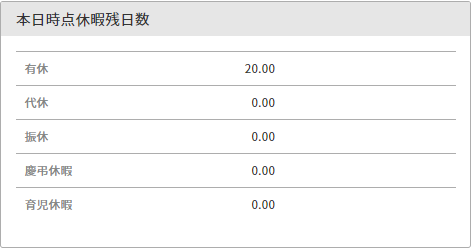 本日時点休暇残日数
有休 20.00
代休 0.00
振休 0.00
慶弔休暇 0.00
育児休暇 0.00